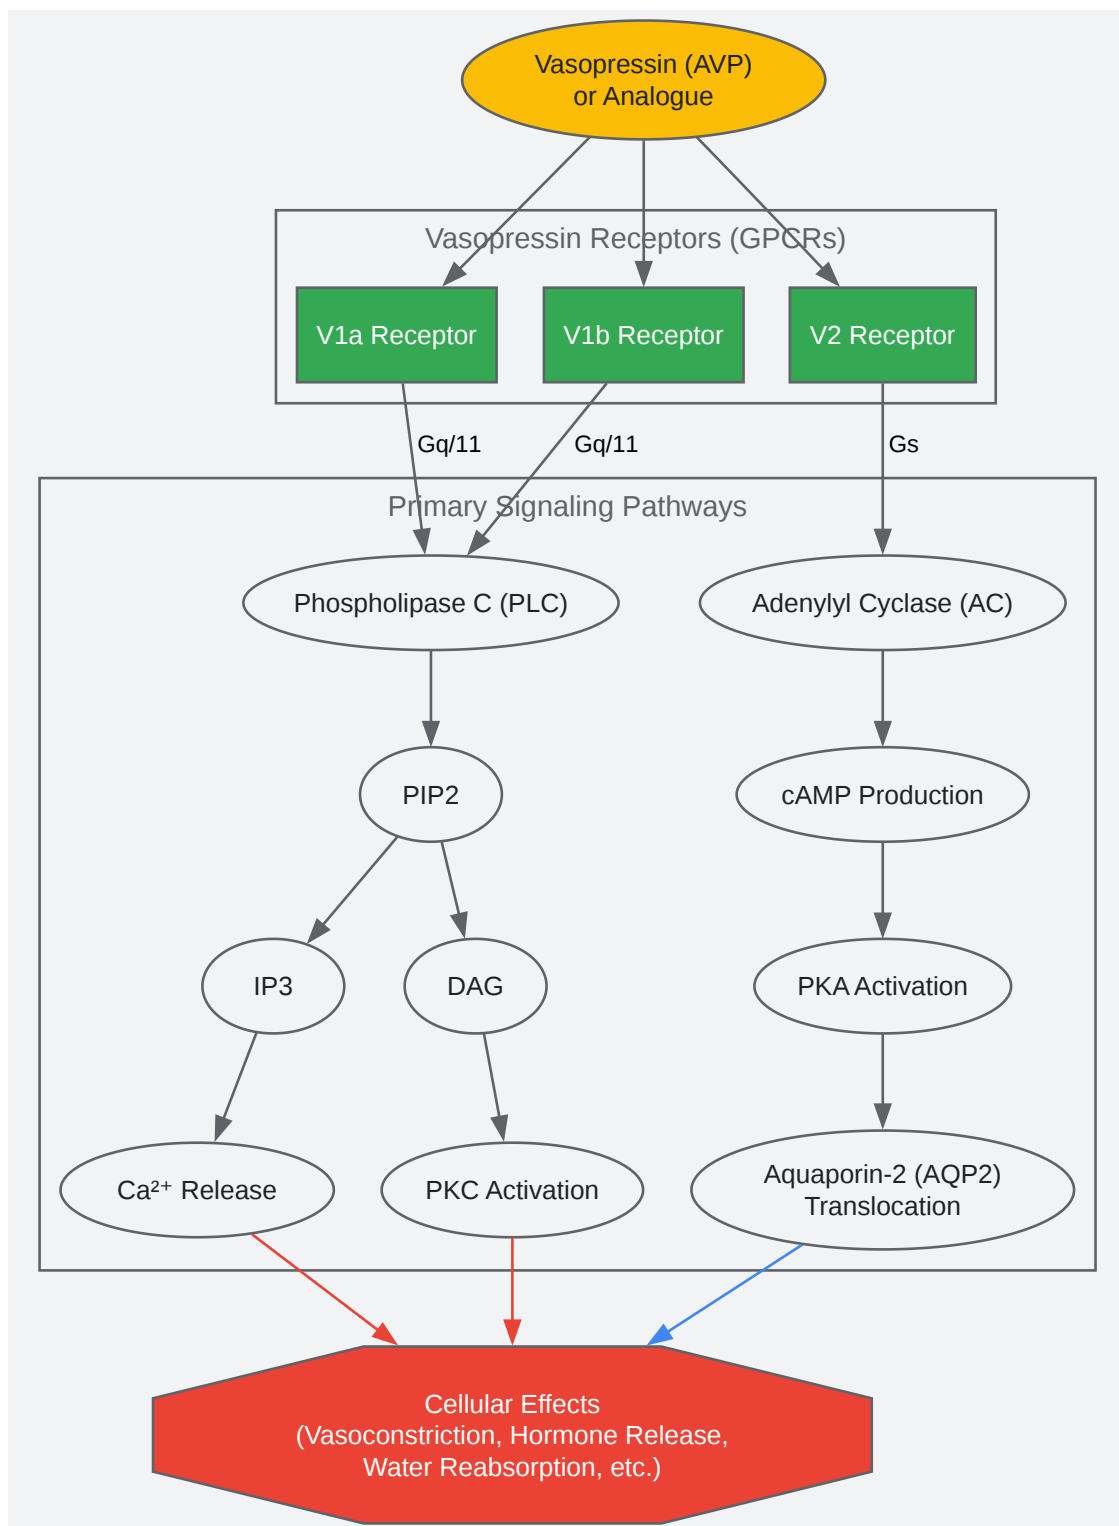 Vasopressin (AVP)
or Analogue
Vasopressin Receptors (GPCRs)
V1a Receptor
V1b Receptor
V2 Receptor
Gq/11
Gq/11
Gs
Primary Signaling Pathways
Phospholipase C (PLC)
Adenylyl Cyclase (AC)
PIP2
cAMP Production
IP3
DAG
PKA Activation
Ca²⁺ Release
PKC Activation
Aquaporin-2 (AQP2)
Translocation
Cellular Effects
(Vasoconstriction, Hormone Release,
Water Reabsorption, etc.)